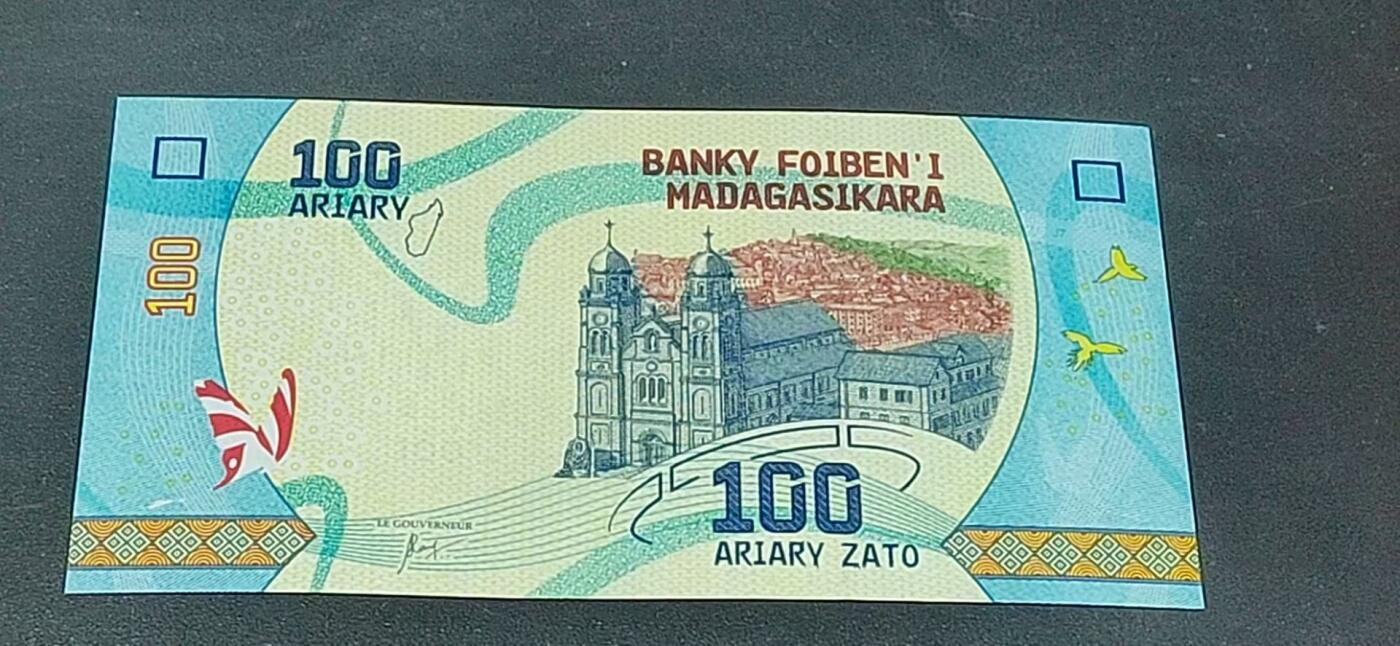 100
ARIARY
BANKY FOIBEN'I
MADAGASIKARA
100
LE GOUVERNEUR
100
ARIARY ZATO